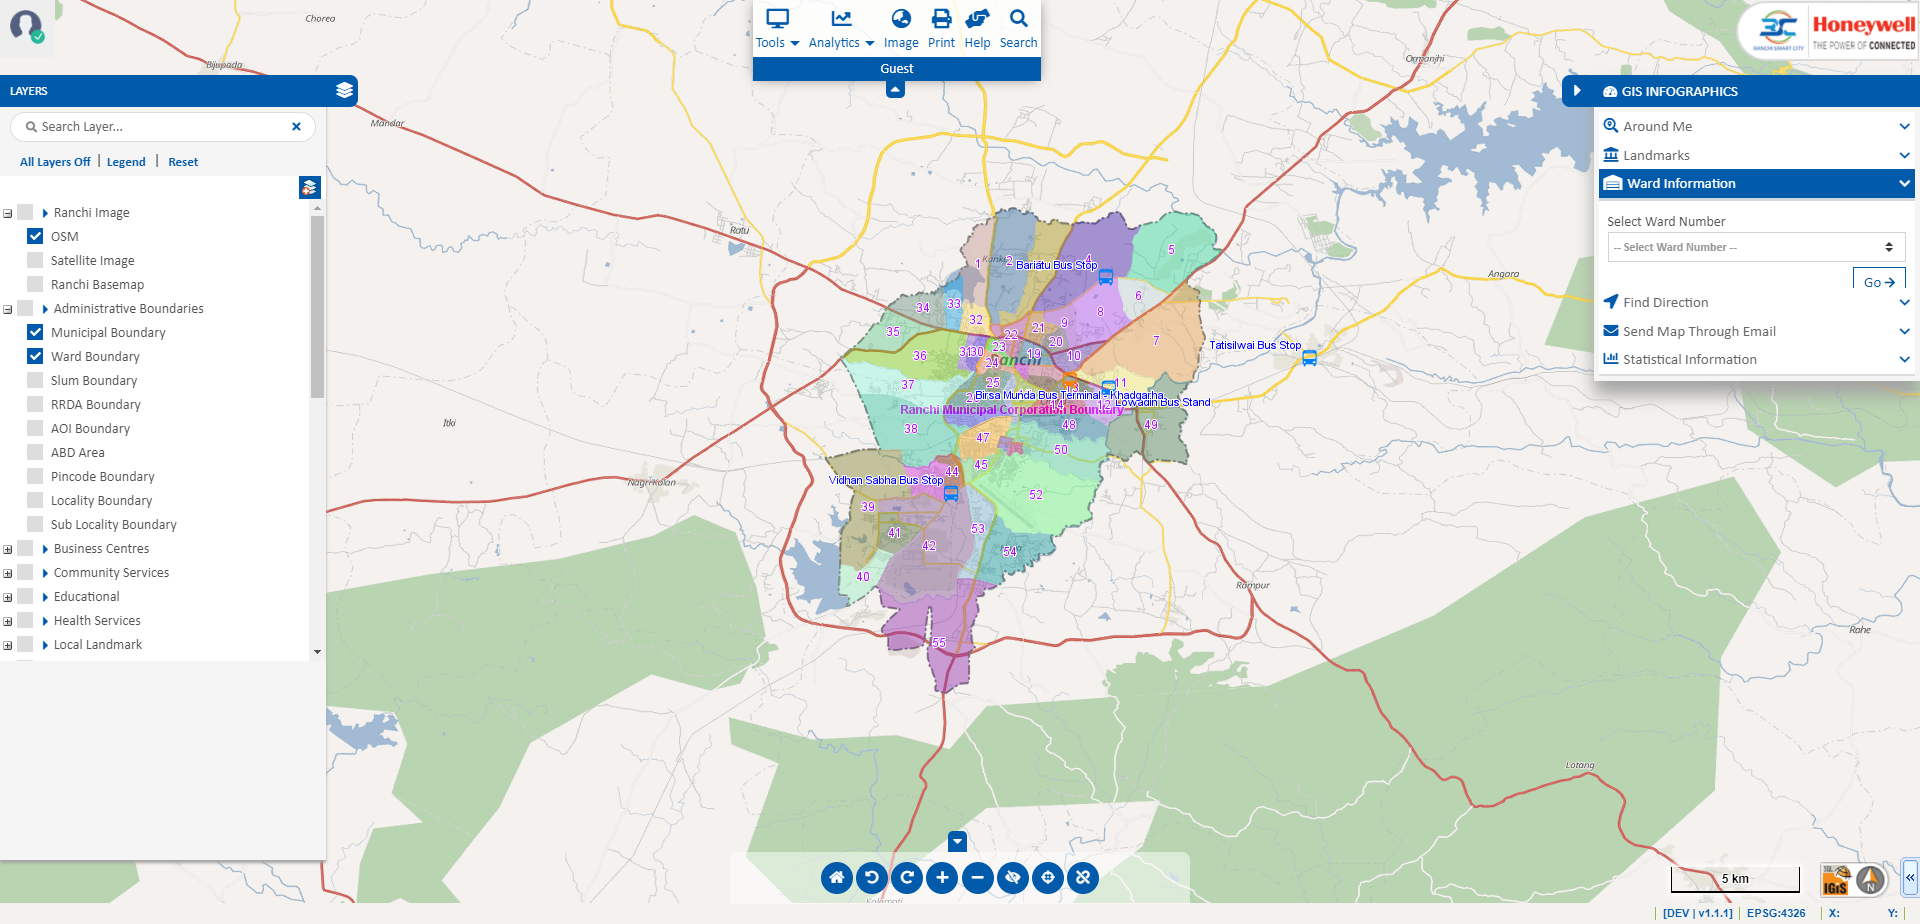 Tools
Analytics
Image
Print
Help
Search
Guest
RANCHI SMART CITY
Honeywell
THE POWER OF CONNECTED
LAYERS
Search Layer...
All Layers Off | Legend | Reset
Ranchi Image
OSM
Satellite Image
Ranchi Basemap
Administrative Boundaries
Municipal Boundary
Ward Boundary
Slum Boundary
RRDA Boundary
AOI Boundary
ABD Area
Pincode Boundary
Locality Boundary
Sub Locality Boundary
Business Centres
Community Services
Educational
Health Services
Local Landmark
GIS INFOGRAPHICS
Around Me
Landmarks
Ward Information
Select Ward Number
-- Select Ward Number --
Go
Find Direction
Send Map Through Email
Statistical Information
Chorea
Bijupada
Mandar
Ormanjhi
Ratu
Angara
Itki
Nagri Kalan
Rampur
Rahe
Lotang
Kalamati
Kanke
Ranchi
Bariatu Bus Stop
Tatisilwai Bus Stop
Birsa Munda Bus Terminal - Khadgarha
Lowadih Bus Stand
Ranchi Municipal Corporation Boundary
Vidhan Sabha Bus Stop
1
2
4
5
6
7
8
9
10
11
12
14
19
20
21
22
23
24
25
30
31
32
33
34
35
36
37
38
39
40
41
42
44
45
47
48
49
50
52
53
54
55
5 km
IGiS
N
[DEV | v1.1.1] EPSG:4326 X: Y: